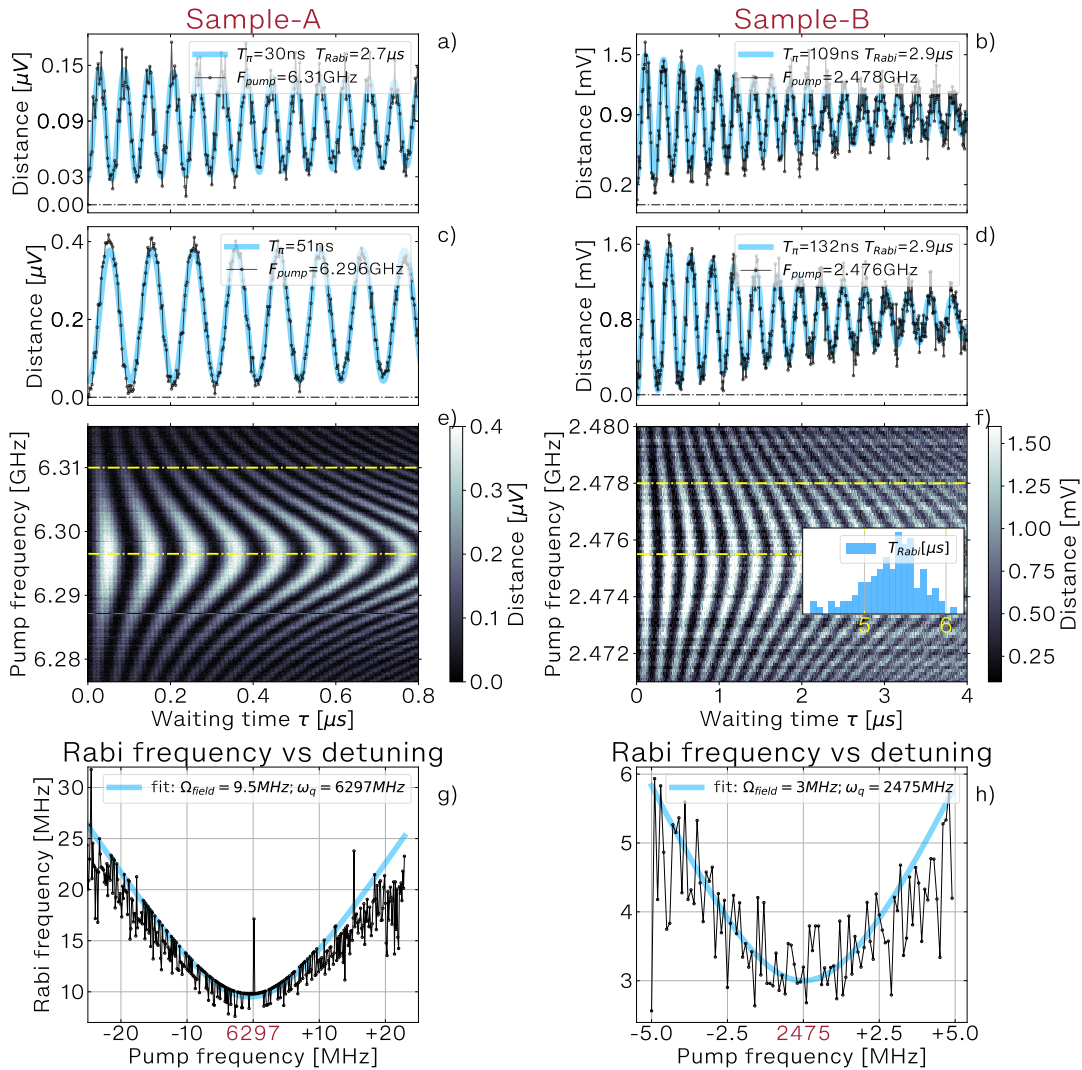 Sample-A
Sample-B
a)
T_π=30ns T_Rabi=2.7μs
F_pump=6.31GHz
Distance [μV]
0.15
0.09
0.03
0.00
b)
T_π=109ns T_Rabi=2.9μs
F_pump=2.478GHz
Distance [mV]
1.5
0.9
0.2
c)
T_π=51ns
F_pump=6.296GHz
Distance [μV]
0.4
0.2
0.0
d)
T_π=132ns T_Rabi=2.9μs
F_pump=2.476GHz
Distance [mV]
1.6
0.8
0.0
e)
Pump frequency [GHz]
6.31
6.30
6.29
6.28
0.0 0.2 0.4 0.6 0.8
Waiting time τ [μs]
0.4
0.2
0.0
Distance [μV]
f)
Pump frequency [GHz]
2.480
2.478
2.476
2.474
2.472
T_Rabi[μs]
5 6
0 1 2 3 4
Waiting time τ [μs]
1.50
1.25
1.00
0.75
0.50
0.25
Distance [mV]
Rabi frequency vs detuning
g)
fit: Ω_field = 9.5MHz; ω_q = 6297MHz
Rabi frequency [MHz]
30
25
20
15
10
-20 -10 6297 +10 +20
Pump frequency [MHz]
Rabi frequency vs detuning
h)
fit: Ω_field = 3MHz; ω_q = 2475MHz
6
5
4
3
-5.0 -2.5 2475 +2.5 +5.0
Pump frequency [MHz]